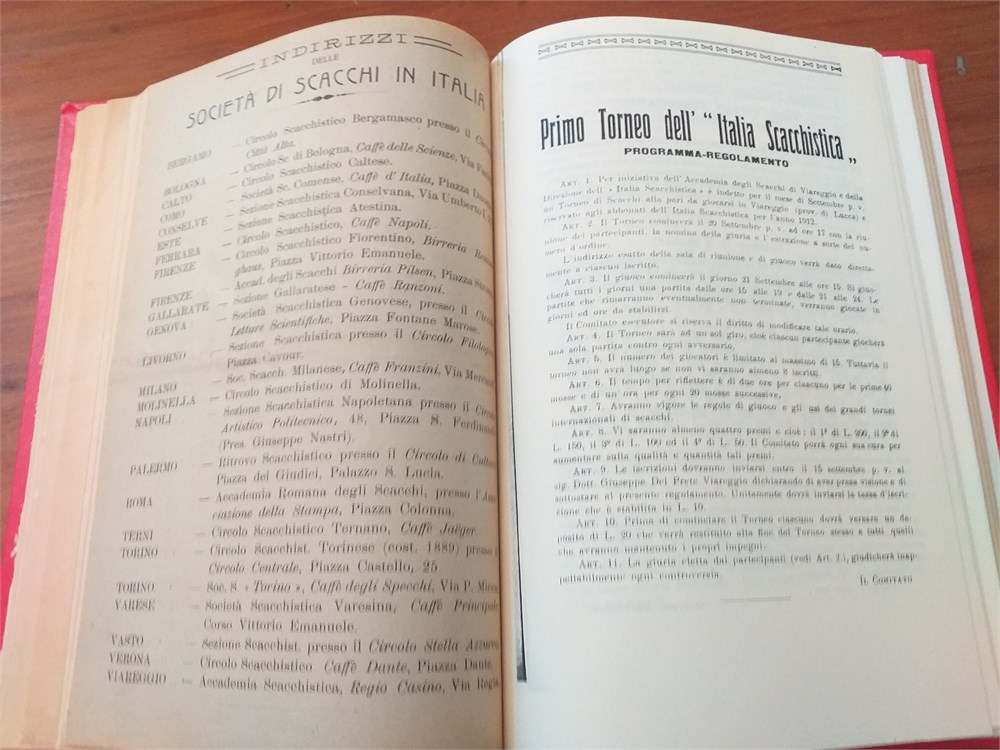 INDIRIZZI
DELLE
SOCIETÀ DI SCACCHI IN ITALIA
BERGAMO — Circolo Scacchistico Bergamasco presso il
Città Alta.
BOLOGNA — Circolo Sc di Bologna, Caffè delle Scienze, Via
CALTO — Circolo Scacchistico Caltese.
COMO — Società Sc. Comense, Caffè d' Italia, Piazza
CONSELVE — Sezione Scacchistica Conselvana, Via Umberto I
ESTE — Sezione Scacchistica Atestina.
FERRARA — Circolo Scacchistico, Caffè Napoli.
FIRENZE — Circolo Scacchistico Fiorentino, Birreria
Piazza Vittorio Emanuele.
FIRENZE — Accad. degli Scacchi Birreria Pilsen, Piazza
GALLARATE — Sezione Gallaratese - Caffè Ranzoni.
GENOVA — Società Scacchistica Genovese, presso il
Letture Scientifiche, Piazza Fontane Marose.
LIVORNO — Sezione Scacchistica presso il Circolo
Piazza Cavour.
MILANO — Soc. Scacch. Milanese, Caffè Franzini, Via
MOLINELLA — Circolo Scacchistico di Molinella.
NAPOLI — Sezione Scacchistica Napoletana presso il
Artistico Politecnico, 48, Piazza S.
(Pres. Giuseppe Nastri).
PALERMO — Ritrovo Scacchistico presso il Circolo di
Piazza dei Giudici, Palazzo S. Lucia.
ROMA — Accademia Romana degli Scacchi, presso
ciazione della Stampa, Piazza Colonna.
TERNI — Circolo Scacchistico Ternano, Caffè Jaëger.
TORINO — Circolo Scacchist. Torinese (cost. 1889) presso
Circolo Centrale, Piazza Castello, 25
TORINO — Soc. S. « Torino », Caffè degli Specchi, Via P.
VARESE — Società Scacchistica Varesina, Caffè
Corso Vittorio Emanuele.
VASTO — Sezione Scacchist. presso il Circolo Stella
VERONA — Circolo Scacchistico Caffè Dante, Piazza Dante.
VIAREGGIO — Accademia Scacchistica, Regio Casino, Via
Primo Torneo dell' “ Italia Scacchistica „
PROGRAMMA-REGOLAMENTO
ART. 1. Per iniziativa dell'Accademia degli Scacchi di Viareggio e della
Direzione dell' « Italia Scacchistica » è indetto per il mese di Settembre p. v.
un Torneo di Scacchi alla pari da giocarsi in Viareggio (prov. di Lucca) e
riservato agli abbonati dell'Italia Scacchistica per l'anno 1912.
ART. 2. Il Torneo comincerà il 20 Settembre p. v. ad ore 17 con la riu-
nione dei partecipanti, la nomina della giuria e l'estrazione a sorte del nu-
mero d'ordine.
L'indirizzo esatto della sala di riunione e di giuoco verrà dato diretta-
mente a ciascun iscritto.
ART. 3. Il giuoco comincerà il giorno 21 Settembre alle ore 15. Si gio-
cherà tutti i giorni una partita dalle ore 15 alle 19 e dalle 21 alle 24. Le
partite che rimarranno eventualmente non terminate, verranno giocate in
giorni ed ore da stabilirsi.
Il Comitato esecutore si riserva il diritto di modificare tale orario.
ART. 4. Il Torneo sarà ad un sol giro, cioè ciascun partecipante giocherà
una sola partita contro ogni avversario.
ART. 5. Il numero dei giocatori è limitato al massimo di 15. Tuttavia il
torneo non avrà luogo se non vi saranno almeno 8 iscritti.
ART. 6. Il tempo per riflettere è di due ore per ciascuno per le prime 40
mosse e di un'ora per ogni 20 mosse successive.
ART. 7. Avranno vigore le regole di giuoco e gli usi dei grandi tornei
internazionali di scacchi.
ART. 8. Vi saranno almeno quattro premi e cioè: il 1º di L. 200, il 2º di
L. 150, il 3º di L. 100 ed il 4º di L. 50. Il Comitato porrà ogni sua cura per
aumentare sulla qualità e quantità tali premi.
ART. 9. Le iscrizioni dovranno inviarsi entro il 15 settembre p. v. al
sig. Dott. Giuseppe Del Prete Viareggio dichiarando di aver presa visione e di
sottostare al presente regolamento. Unitamente dovrà inviarsi la tassa d'iscri-
zione che è stabilita in L. 10.
ART. 10. Prima di cominciare il Torneo ciascuno dovrà versare un de-
posito di L. 20 che verrà restituito alla fine del Torneo stesso a tutti quelli
che avranno mantenuto i propri impegni.
ART. 11. La giuria eletta dai partecipanti (vedi Art. 2.), giudicherà inap-
pellabilmente ogni controversia.
IL COMITATO